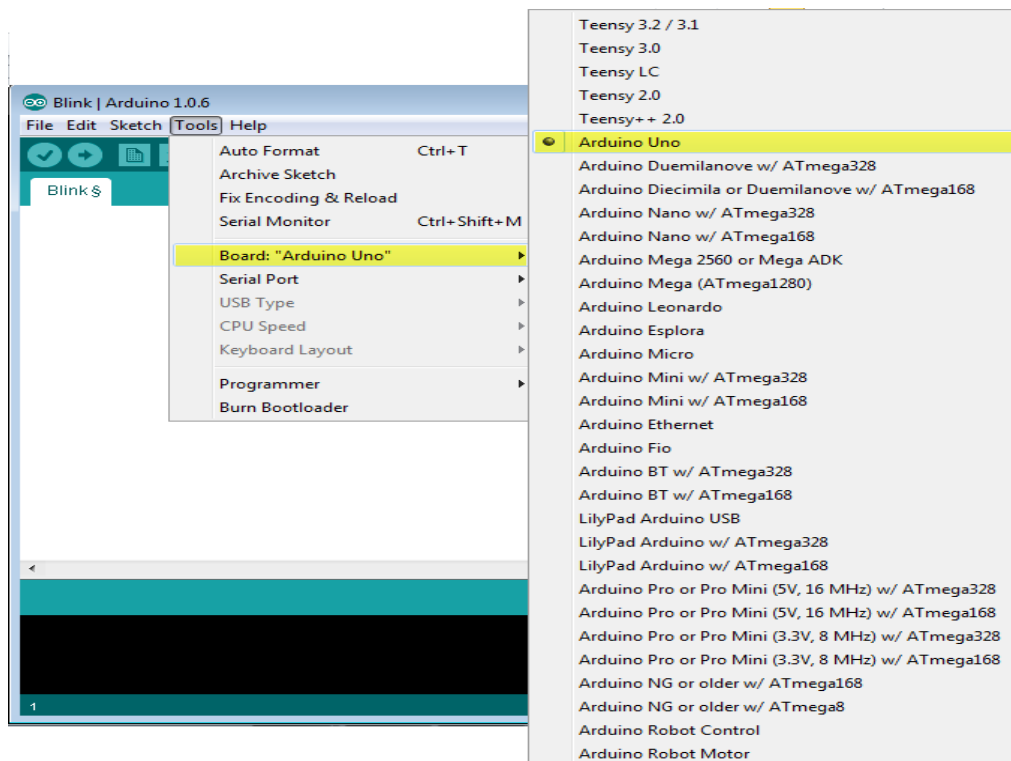 Blink | Arduino 1.0.6
File Edit Sketch Tools Help
Blink §
Auto Format Ctrl+T
Archive Sketch
Fix Encoding & Reload
Serial Monitor Ctrl+Shift+M
Board: "Arduino Uno"
Serial Port
USB Type
CPU Speed
Keyboard Layout
Programmer
Burn Bootloader
1
Teensy 3.2 / 3.1
Teensy 3.0
Teensy LC
Teensy 2.0
Teensy++ 2.0
Arduino Uno
Arduino Duemilanove w/ ATmega328
Arduino Diecimila or Duemilanove w/ ATmega168
Arduino Nano w/ ATmega328
Arduino Nano w/ ATmega168
Arduino Mega 2560 or Mega ADK
Arduino Mega (ATmega1280)
Arduino Leonardo
Arduino Esplora
Arduino Micro
Arduino Mini w/ ATmega328
Arduino Mini w/ ATmega168
Arduino Ethernet
Arduino Fio
Arduino BT w/ ATmega328
Arduino BT w/ ATmega168
LilyPad Arduino USB
LilyPad Arduino w/ ATmega328
LilyPad Arduino w/ ATmega168
Arduino Pro or Pro Mini (5V, 16 MHz) w/ ATmega328
Arduino Pro or Pro Mini (5V, 16 MHz) w/ ATmega168
Arduino Pro or Pro Mini (3.3V, 8 MHz) w/ ATmega328
Arduino Pro or Pro Mini (3.3V, 8 MHz) w/ ATmega168
Arduino NG or older w/ ATmega168
Arduino NG or older w/ ATmega8
Arduino Robot Control
Arduino Robot Motor